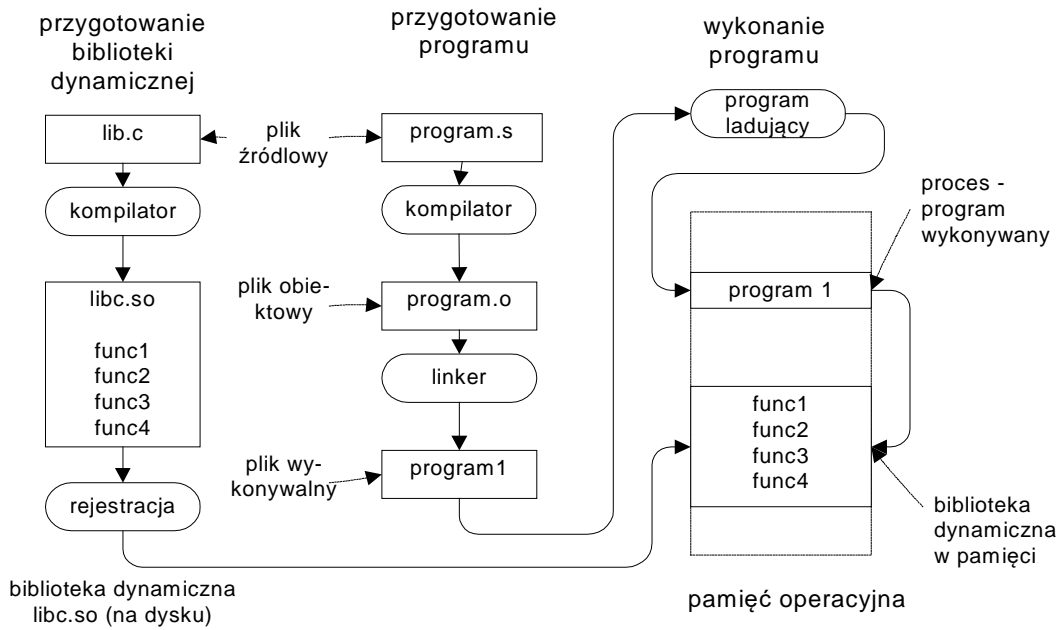 przygotowanie
biblioteki
dynamicznej
lib.c
kompilator
libc.so
func1
func2
func3
func4
rejestracja
biblioteka dynamiczna
libc.so (na dysku)
plik
źródlowy
plik obie-
ktowy
plik wy-
konywalny
przygotowanie
programu
program.s
kompilator
program.o
linker
program1
wykonanie
programu
program
ladujący
proces -
program
wykonywany
program 1
func1
func2
func3
func4
biblioteka
dynamiczna
w pamięci
pamięć operacyjna